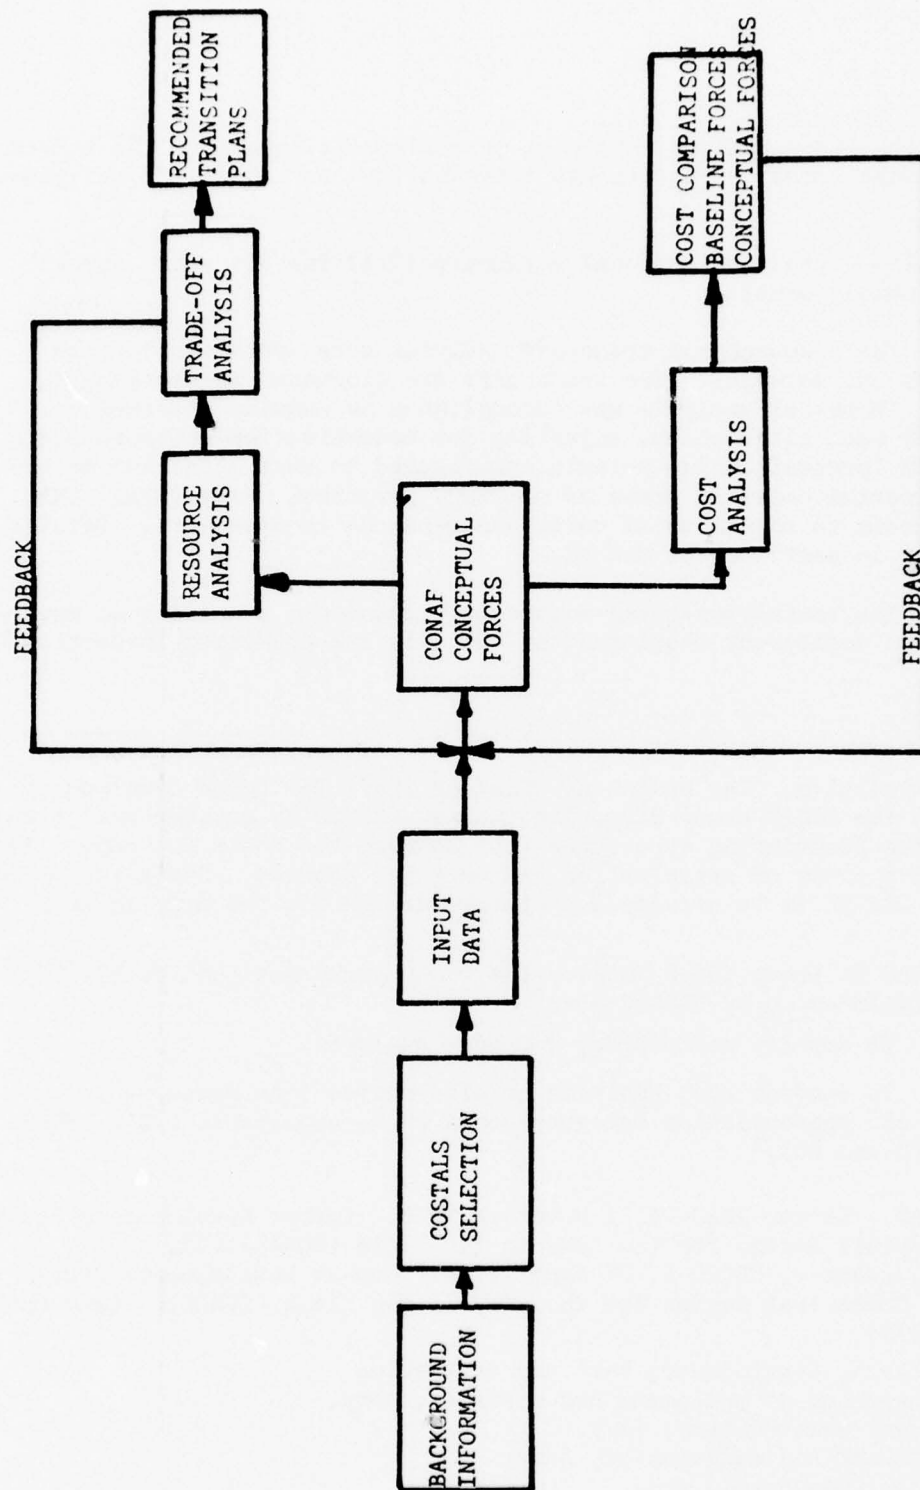 BACKGROUND
INFORMATION
COSTALS
SELECTION
INPUT
DATA
CONAF
CONCEPTUAL
FORCES
FEEDBACK
RESOURCE
ANALYSIS
TRADE-OFF
ANALYSIS
RECOMMENDED
TRANSITION
PLANS
COST
ANALYSIS
COST COMPARISON
BASELINE FORCES
CONCEPTUAL FORCES
FEEDBACK